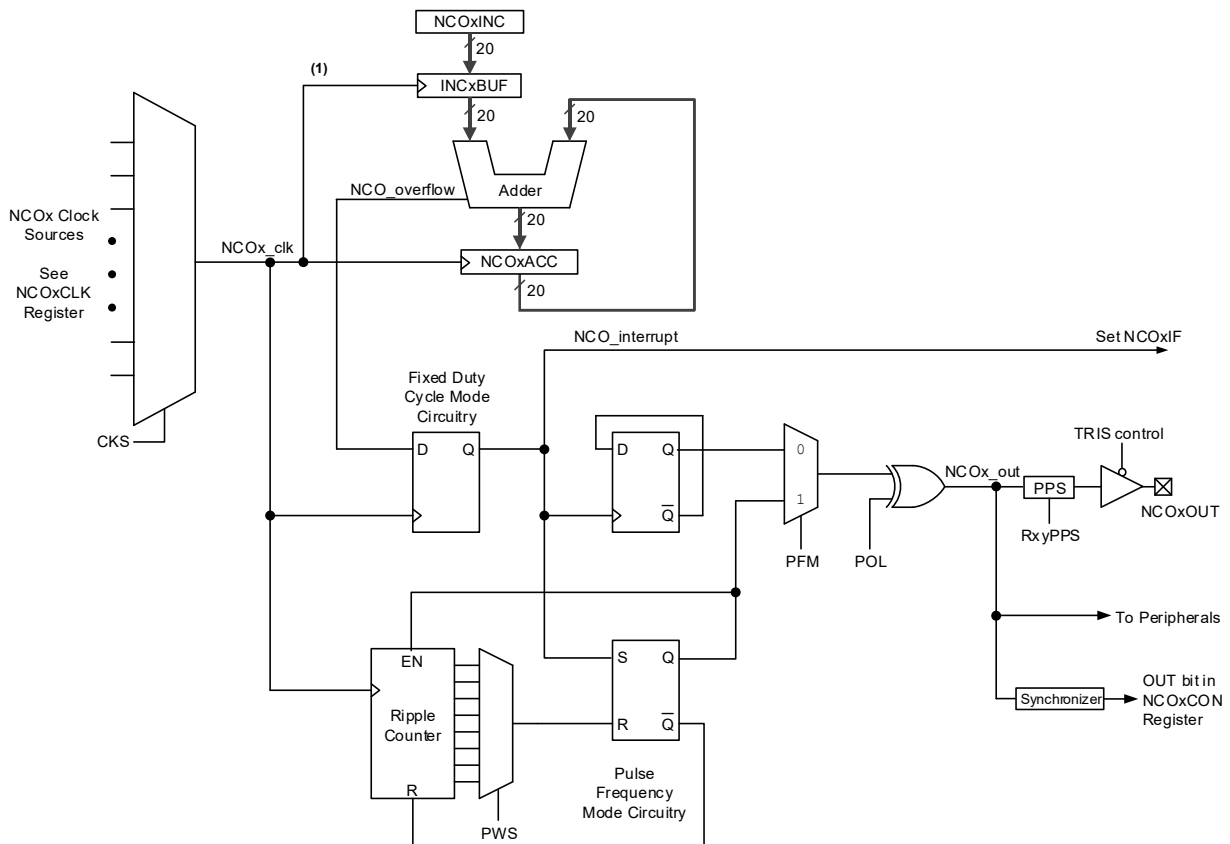 NCOxINC
20
(1)
INCxBUF
20
20
Adder
NCO_overflow
20
NCOx Clock
Sources
See
NCOxCLK
Register
NCOx_clk
NCOxACC
20
NCO_interrupt
Set NCOxIF
CKS
Fixed Duty
Cycle Mode
Circuitry
D
Q
D
Q
Q
0
1
PFM
POL
NCOx_out
TRIS control
PPS
RxyPPS
NCOxOUT
To Peripherals
EN
Ripple
Counter
R
PWS
S
Q
R
Q
Pulse
Frequency
Mode Circuitry
Synchronizer
OUT bit in
NCOxCON
Register